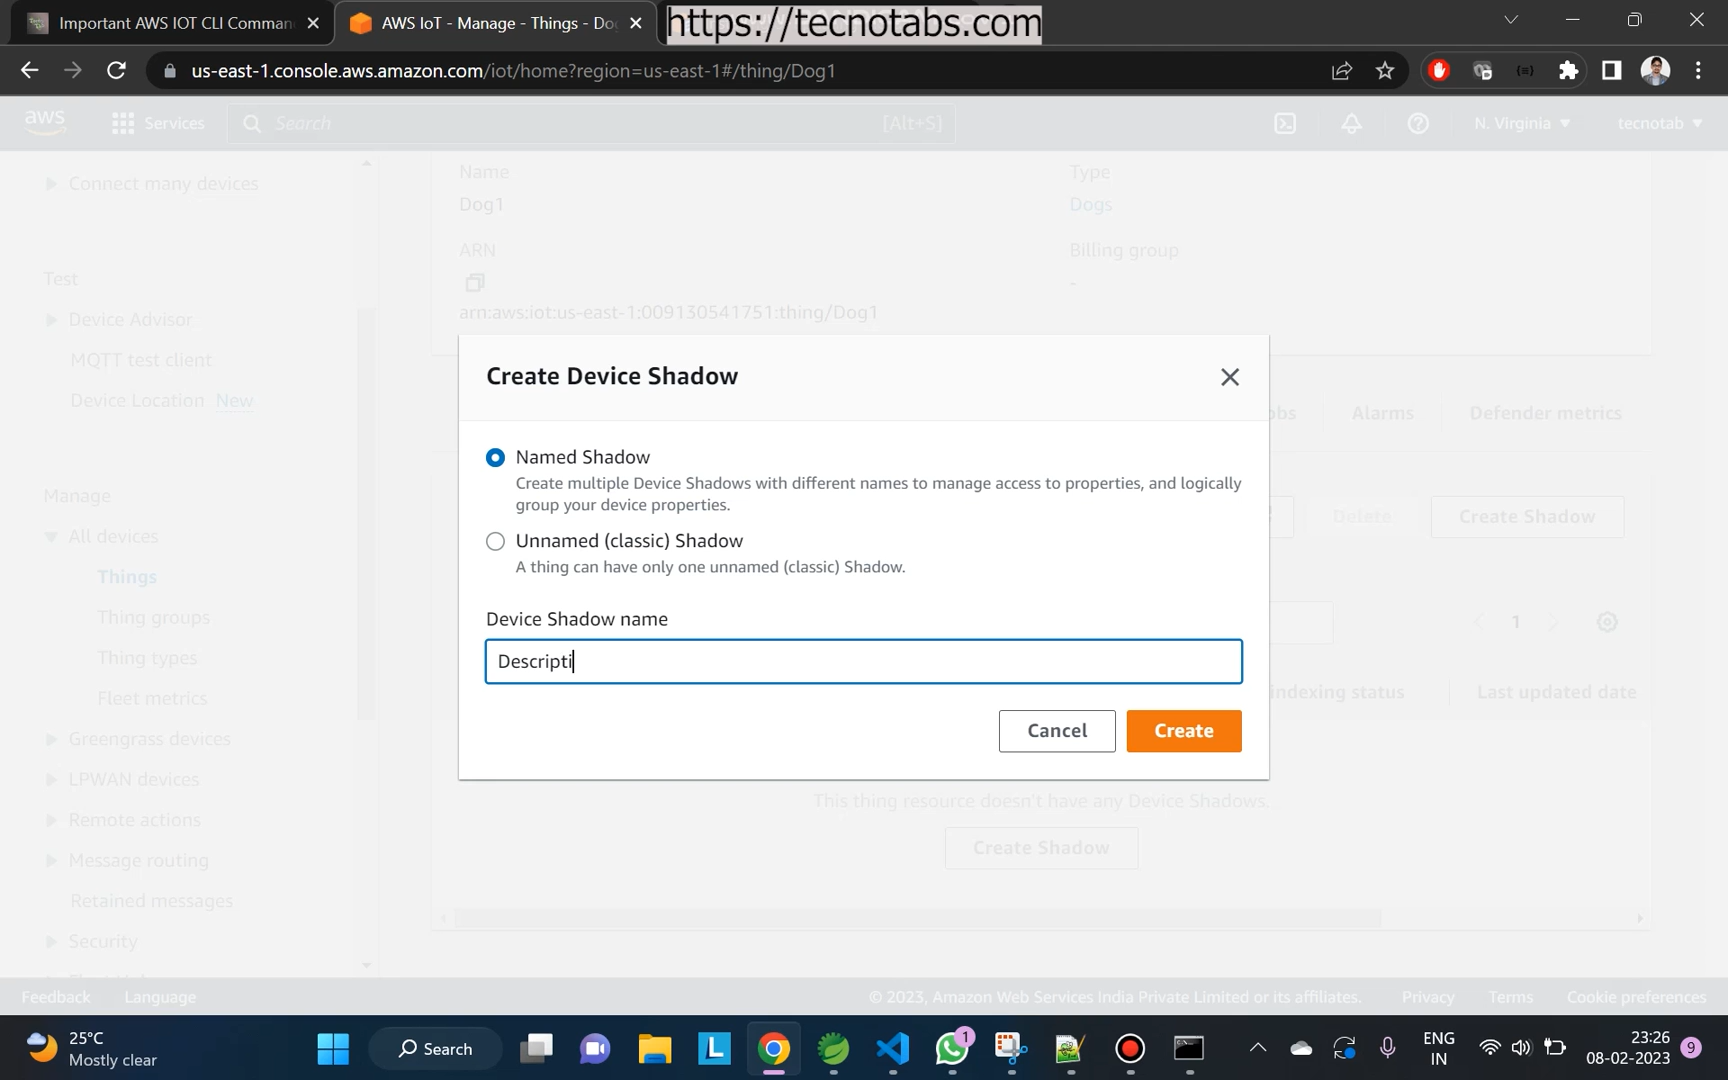 Important AWS IOT CLI Comman
AWS IoT - Manage - Things - Do
https://tecnotabs.com
us-east-1.console.aws.amazon.com/iot/home?region=us-east-1#/thing/Dog1
aws
Services
Search
[Alt+S]
N. Virginia
tecnotab
Connect many devices
Test
Device Advisor
MQTT test client
Device Location New
Manage
All devices
Things
Thing groups
Thing types
Fleet metrics
Greengrass devices
LPWAN devices
Remote actions
Message routing
Retained messages
Security
Name
Dog1
ARN
arn:aws:iot:us-east-1:009130541751:thing/Dog1
Type
Dogs
Billing group
-
Alarms
Defender metrics
Delete
Create Shadow
1
indexing status
Last updated date
Create Device Shadow
Named Shadow
Create multiple Device Shadows with different names to manage access to properties, and logically
group your device properties.
Unnamed (classic) Shadow
A thing can have only one unnamed (classic) Shadow.
Device Shadow name
Descripti
Cancel
Create
This thing resource doesn't have any Device Shadows.
Create Shadow
Feedback
Language
© 2023, Amazon Web Services India Private Limited or its affiliates.
Privacy
Terms
Cookie preferences
25°C
Mostly clear
Search
1
ENG
IN
23:26
08-02-2023
9